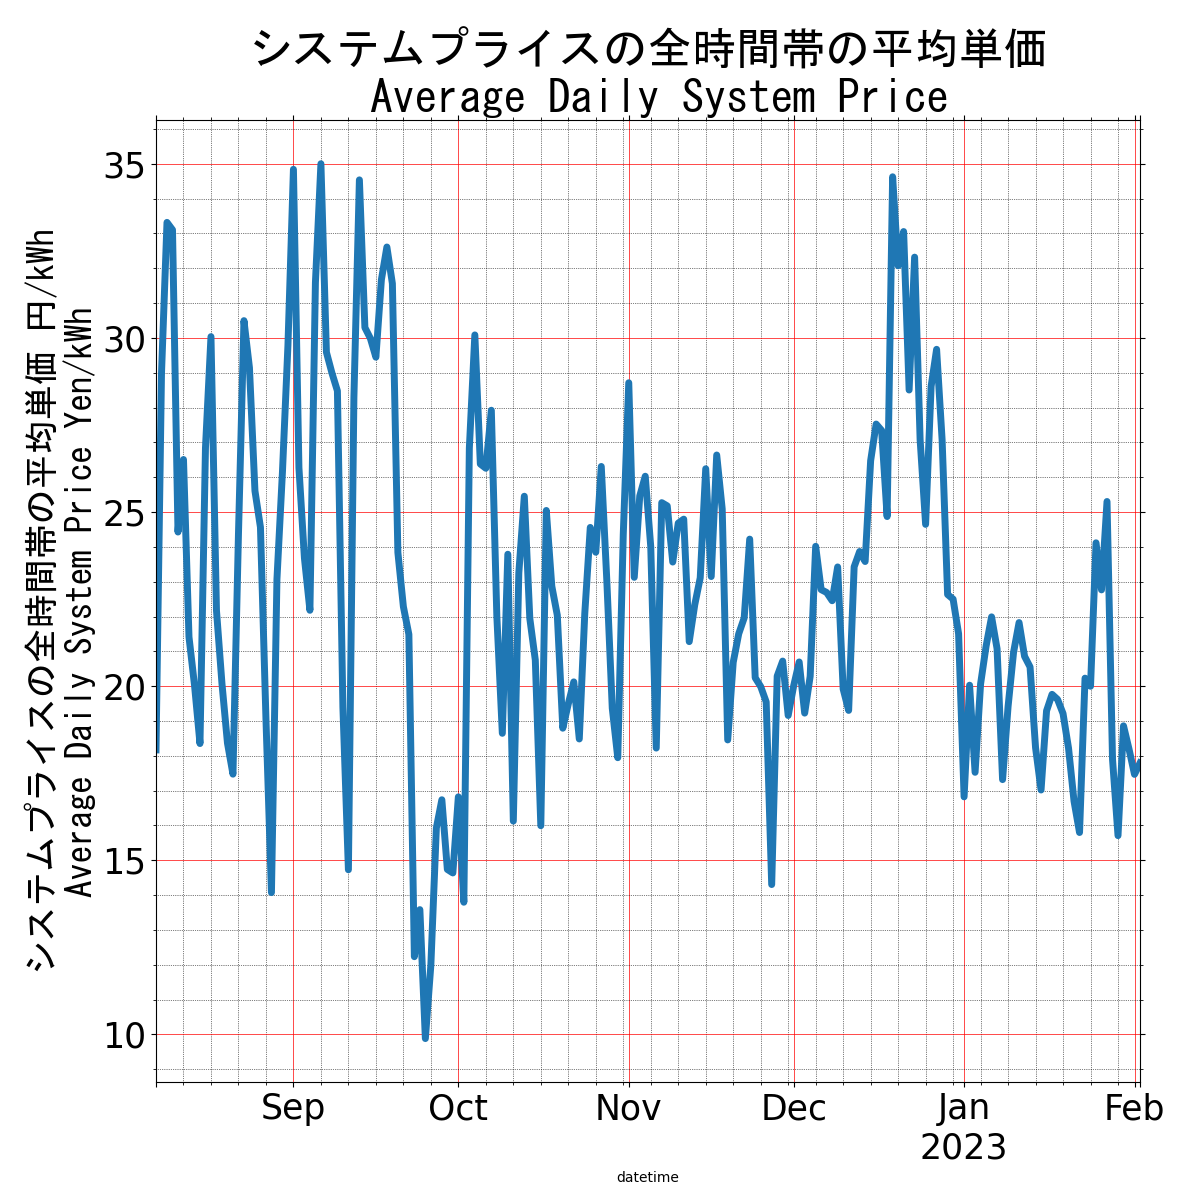 システムプライスの全時間帯の平均単価
Average Daily System Price
システムプライスの全時間帯の平均単価 円/kWh
Average Daily System Price Yen/kWh
35
30
25
20
15
10
Sep
Oct
Nov
Dec
Jan
2023
Feb
datetime